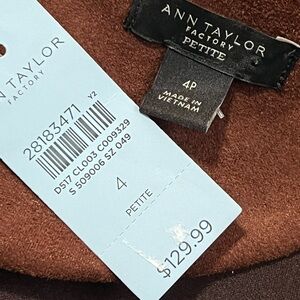 ANN TAYLOR
FACTORY
PETITE
4P
MADE IN
VIETNAM
ANN TAYLOR
FACTORY
28183471 Y2
D517 CL003 C009329
S 509006 SZ 049
4
PETITE
$129.99